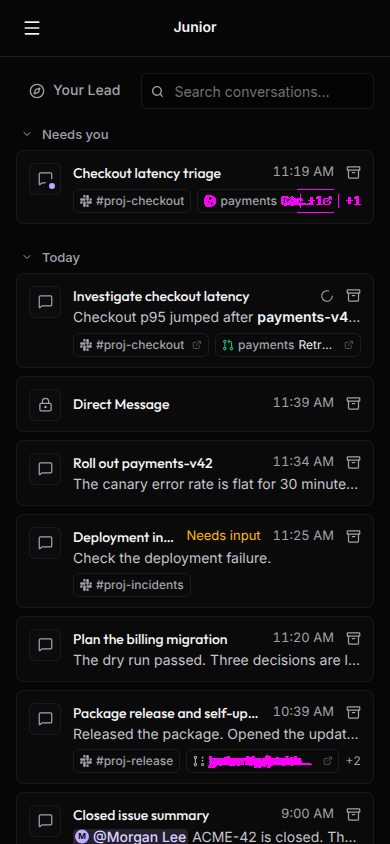 Junior
Your Lead
Search conversations...
Needs you
Checkout latency triage 11:19 AM
#proj-checkout payments +1
Today
Investigate checkout latency
Checkout p95 jumped after payments-v4...
#proj-checkout payments Retr...
Direct Message 11:39 AM
Roll out payments-v42 11:34 AM
The canary error rate is flat for 30 minute...
Deployment in... Needs input 11:25 AM
Check the deployment failure.
#proj-incidents
Plan the billing migration 11:20 AM
The dry run passed. Three decisions are l...
Package release and self-up... 10:39 AM
Released the package. Opened the updat...
#proj-release +2
Closed issue summary 9:00 AM
M @Morgan Lee ACME-42 is closed. Th...